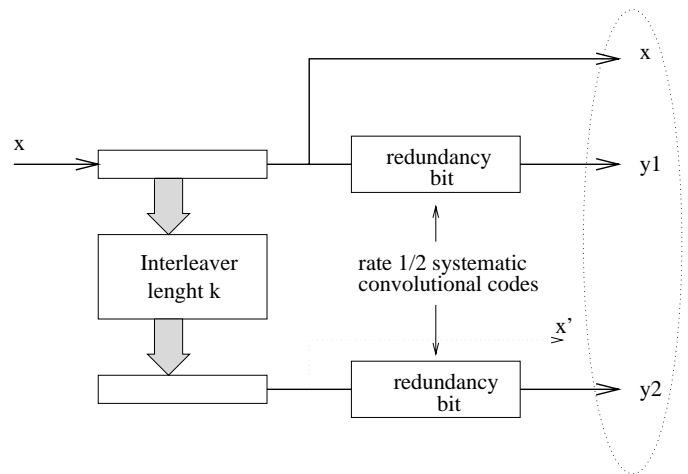 x
x
redundancy
bit
y1
Interleaver
lenght k
rate 1/2 systematic
convolutional codes
x'
redundancy
bit
y2